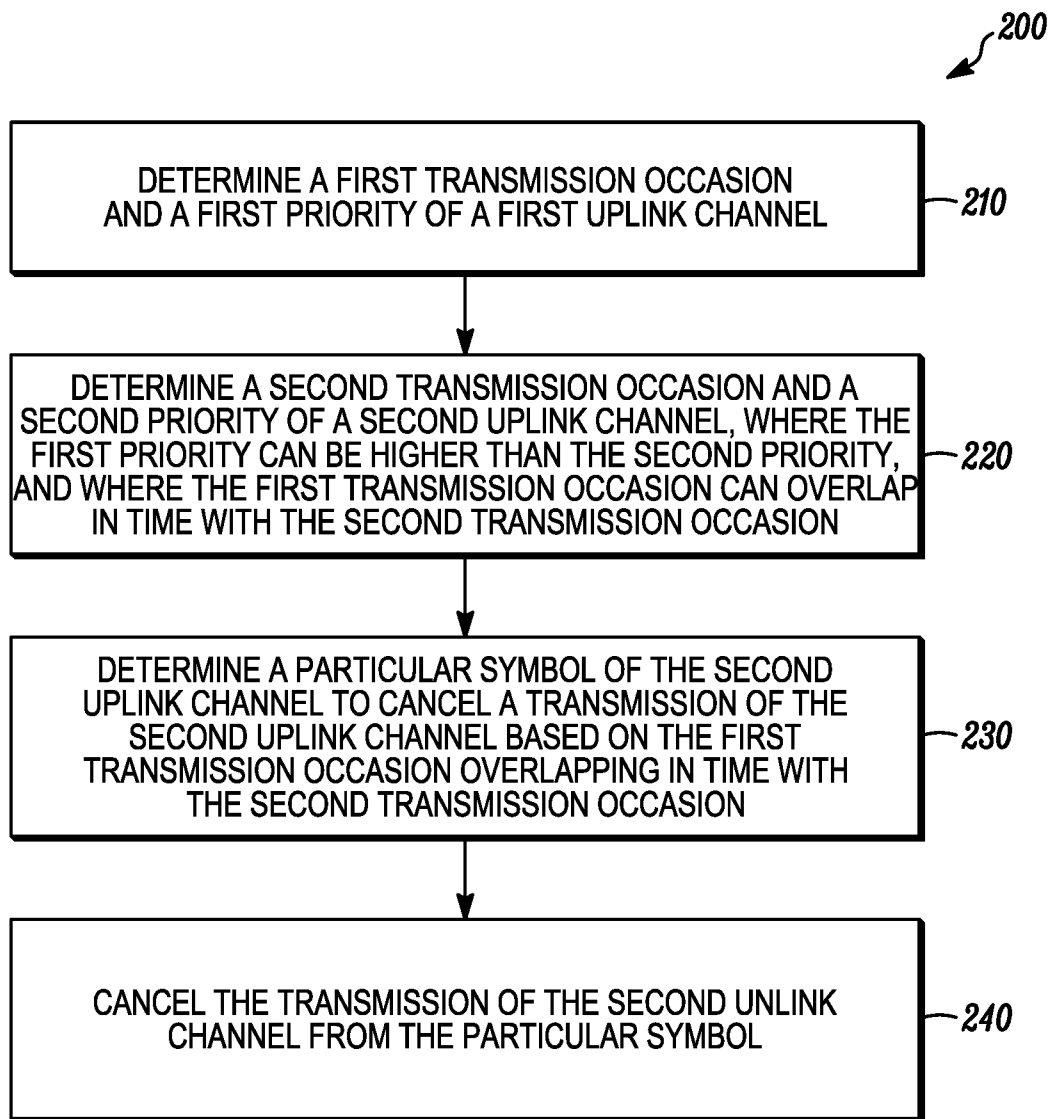 200
DETERMINE A FIRST TRANSMISSION OCCASION
AND A FIRST PRIORITY OF A FIRST UPLINK CHANNEL
210
DETERMINE A SECOND TRANSMISSION OCCASION AND A
SECOND PRIORITY OF A SECOND UPLINK CHANNEL, WHERE THE
FIRST PRIORITY CAN BE HIGHER THAN THE SECOND PRIORITY,
AND WHERE THE FIRST TRANSMISSION OCCASION CAN OVERLAP
IN TIME WITH THE SECOND TRANSMISSION OCCASION
220
DETERMINE A PARTICULAR SYMBOL OF THE SECOND
UPLINK CHANNEL TO CANCEL A TRANSMISSION OF THE
SECOND UPLINK CHANNEL BASED ON THE FIRST
TRANSMISSION OCCASION OVERLAPPING IN TIME WITH
THE SECOND TRANSMISSION OCCASION
230
CANCEL THE TRANSMISSION OF THE SECOND UNLINK
CHANNEL FROM THE PARTICULAR SYMBOL
240